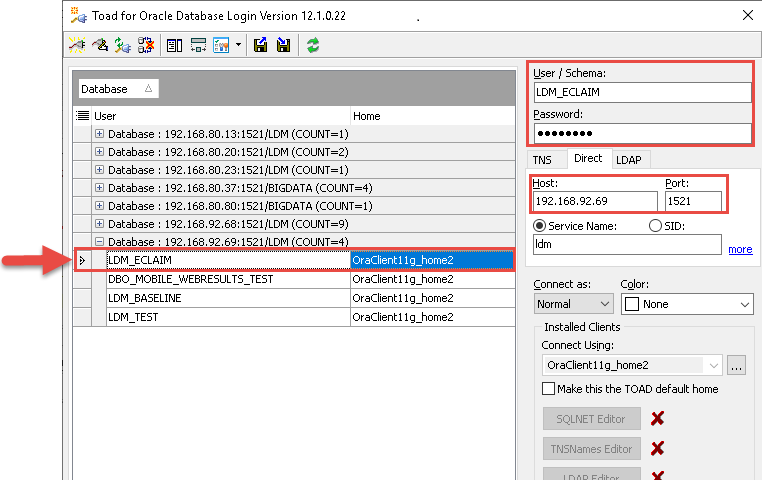 Toad for Oracle Database Login Version 12.1.0.22
Database
User Home
Database : 192.168.80.13:1521/LDM (COUNT=1)
Database : 192.168.80.20:1521/LDM (COUNT=2)
Database : 192.168.80.23:1521/LDM (COUNT=1)
Database : 192.168.80.37:1521/BIGDATA (COUNT=4)
Database : 192.168.80.80:1521/BIGDATA (COUNT=1)
Database : 192.168.92.68:1521/LDM (COUNT=9)
Database : 192.168.92.69:1521/LDM (COUNT=4)
LDM_ECLAIM OraClient11g_home2
DBO_MOBILE_WEBRESULTS_TEST OraClient11g_home2
LDM_BASELINE OraClient11g_home2
LDM_TEST OraClient11g_home2
User / Schema:
LDM_ECLAIM
Password:
●●●●●●●●
TNS Direct LDAP
Host: Port:
192.168.92.69 1521
Service Name: SID:
ldm
more
Connect as: Color:
Normal None
Installed Clients
Connect Using:
OraClient11g_home2 ...
Make this the TOAD default home
SQLNET Editor
TNSNames Editor
LDAP Editor